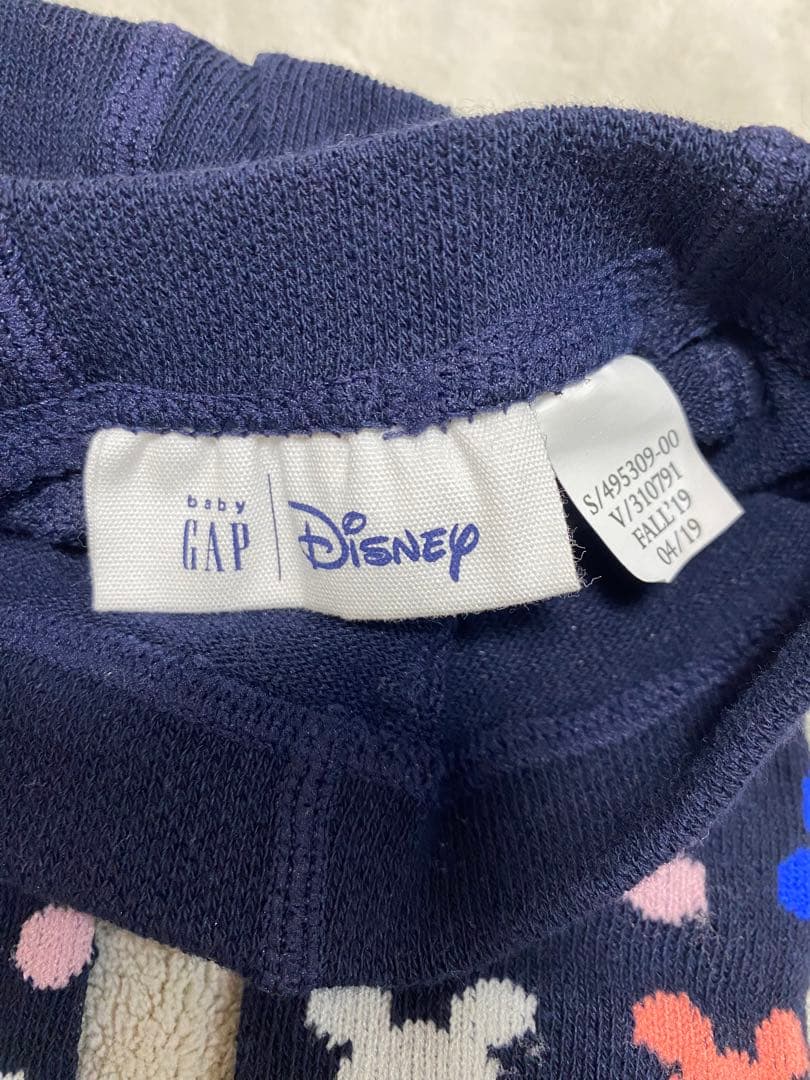 baby
GAP
Disney
S/495309-00
V/310791
FALL'19
04/19